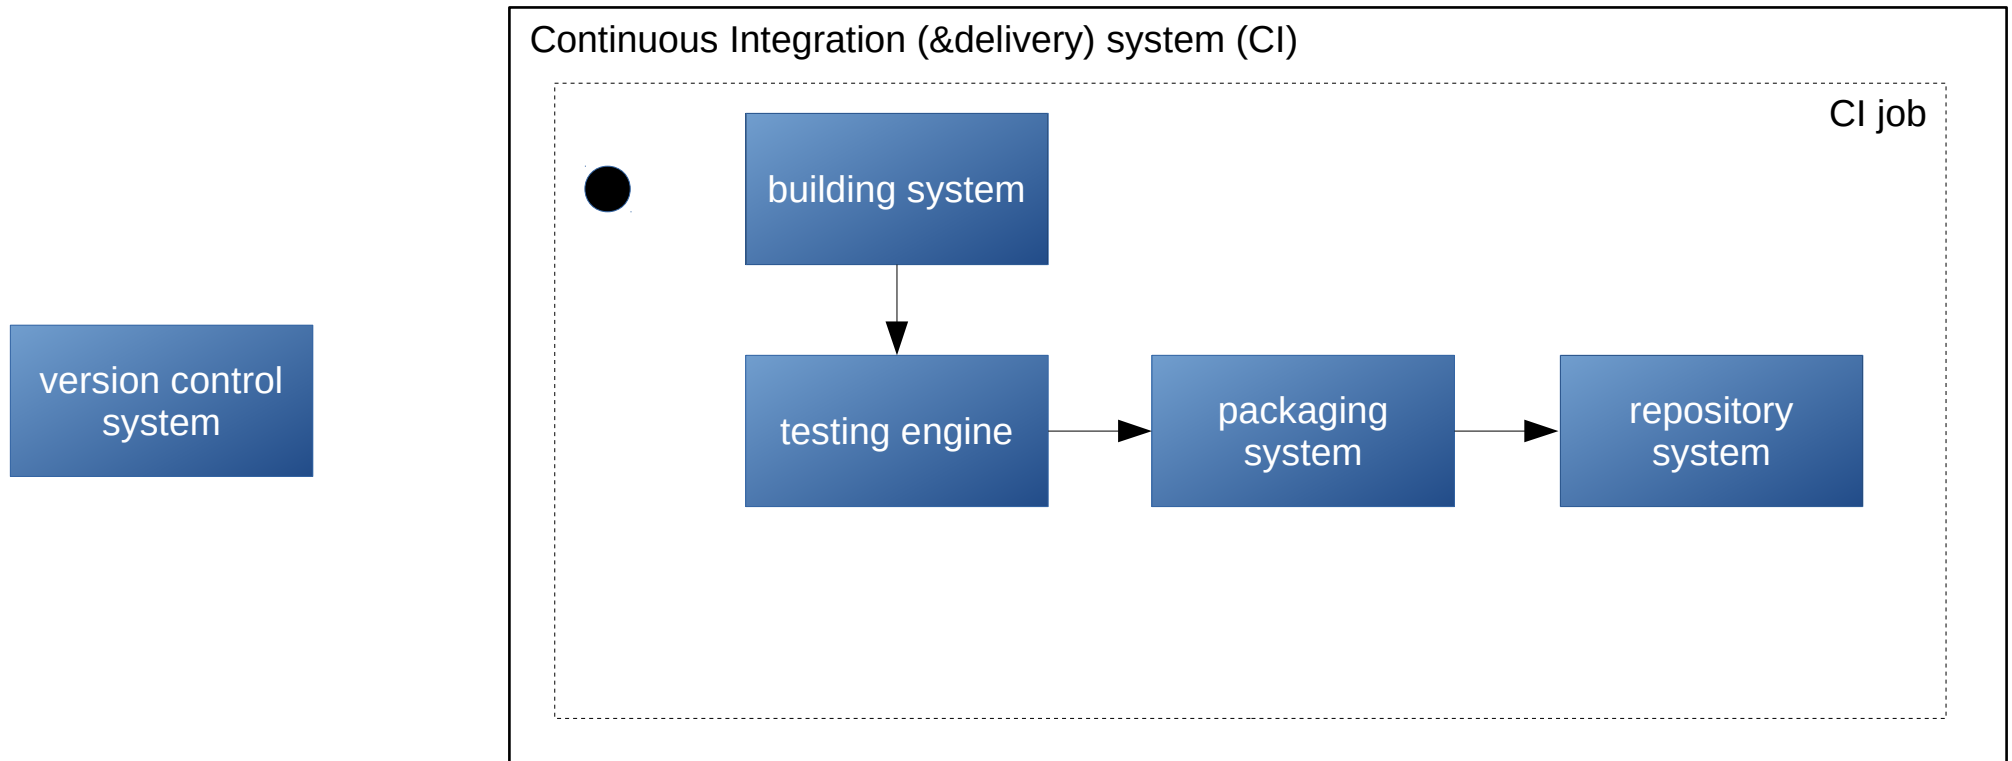 Continuous Integration (&delivery) system (CI)
CI job
building system
version control
system
testing engine
packaging
system
repository
system